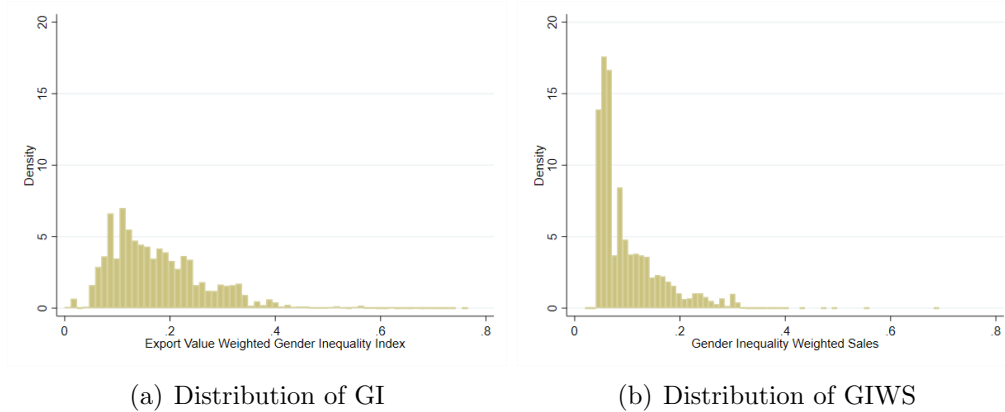 20
15
10
5
0
Density
0 .2 .4 .6 .8
Export Value Weighted Gender Inequality Index
(a) Distribution of GI
20
15
10
5
0
Density
0 .2 .4 .6 .8
Gender Inequality Weighted Sales
(b) Distribution of GIWS